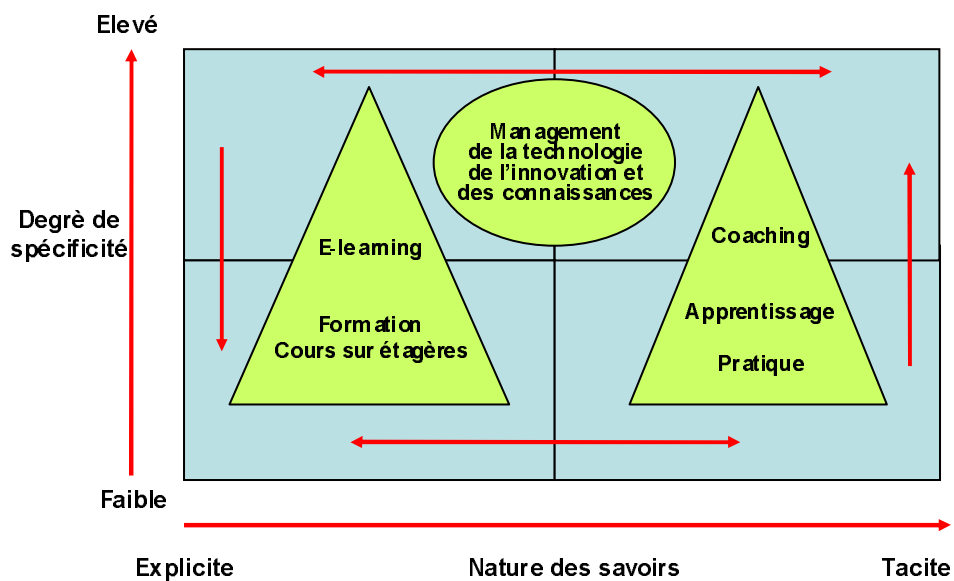 Elevé
Management
de la technologie
de l'innovation et
des connaissances
Degrè de
spécificité
E-learning
Coaching
Formation
Cours sur étagères
Apprentissage
Pratique
Faible
Explicite
Nature des savoirs
Tacite